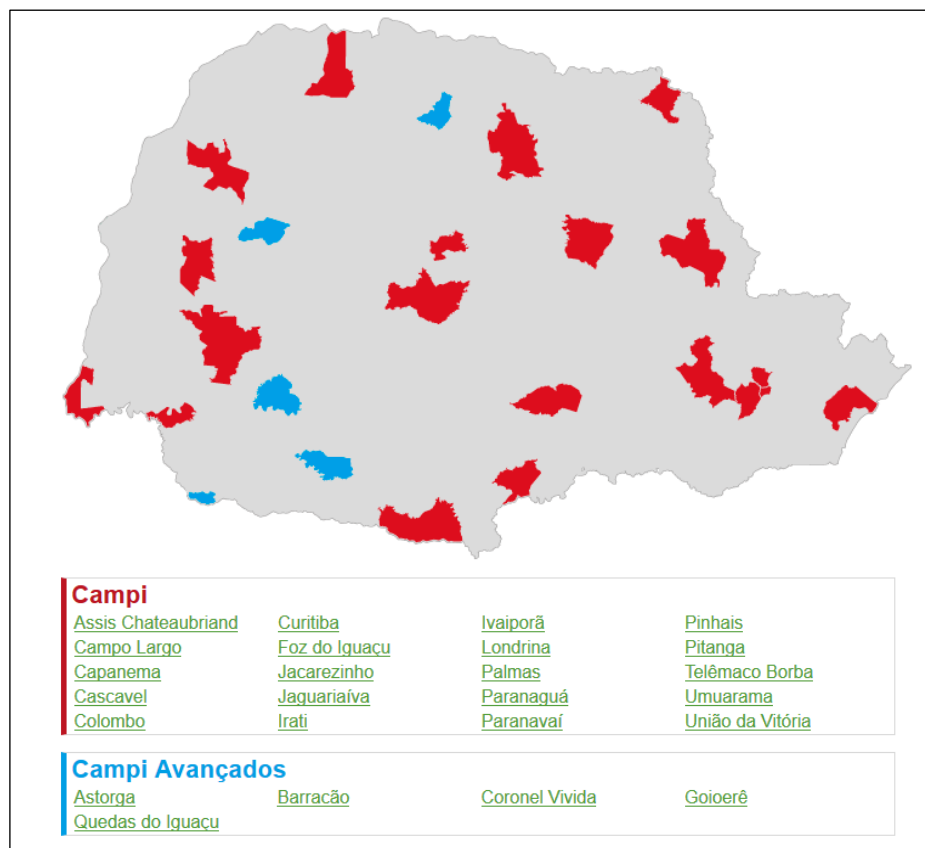 Campi
Assis Chateaubriand Curitiba Ivaiporã Pinhais
Campo Largo Foz do Iguaçu Londrina Pitanga
Capanema Jacarezinho Palmas Telêmaco Borba
Cascavel Jaguariaíva Paranaguá Umuarama
Colombo Irati Paranavaí União da Vitória
Campi Avançados
Astorga Barracão Coronel Vivida Goioerê
Quedas do Iguaçu